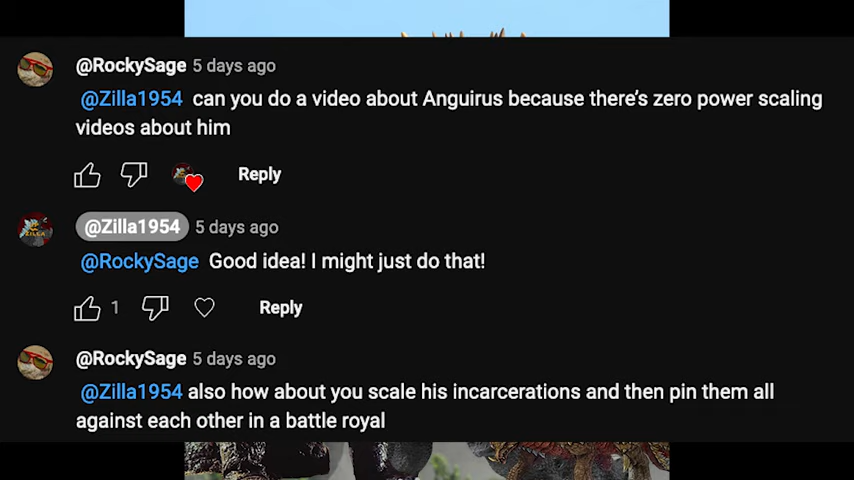 @RockySage 5 days ago
@Zilla1954 can you do a video about Anguirus because there's zero power scaling
videos about him
Reply
@Zilla1954 5 days ago
@RockySage Good idea! I might just do that!
1 Reply
@RockySage 5 days ago
@Zilla1954 also how about you scale his incarcerations and then pin them all
against each other in a battle royal